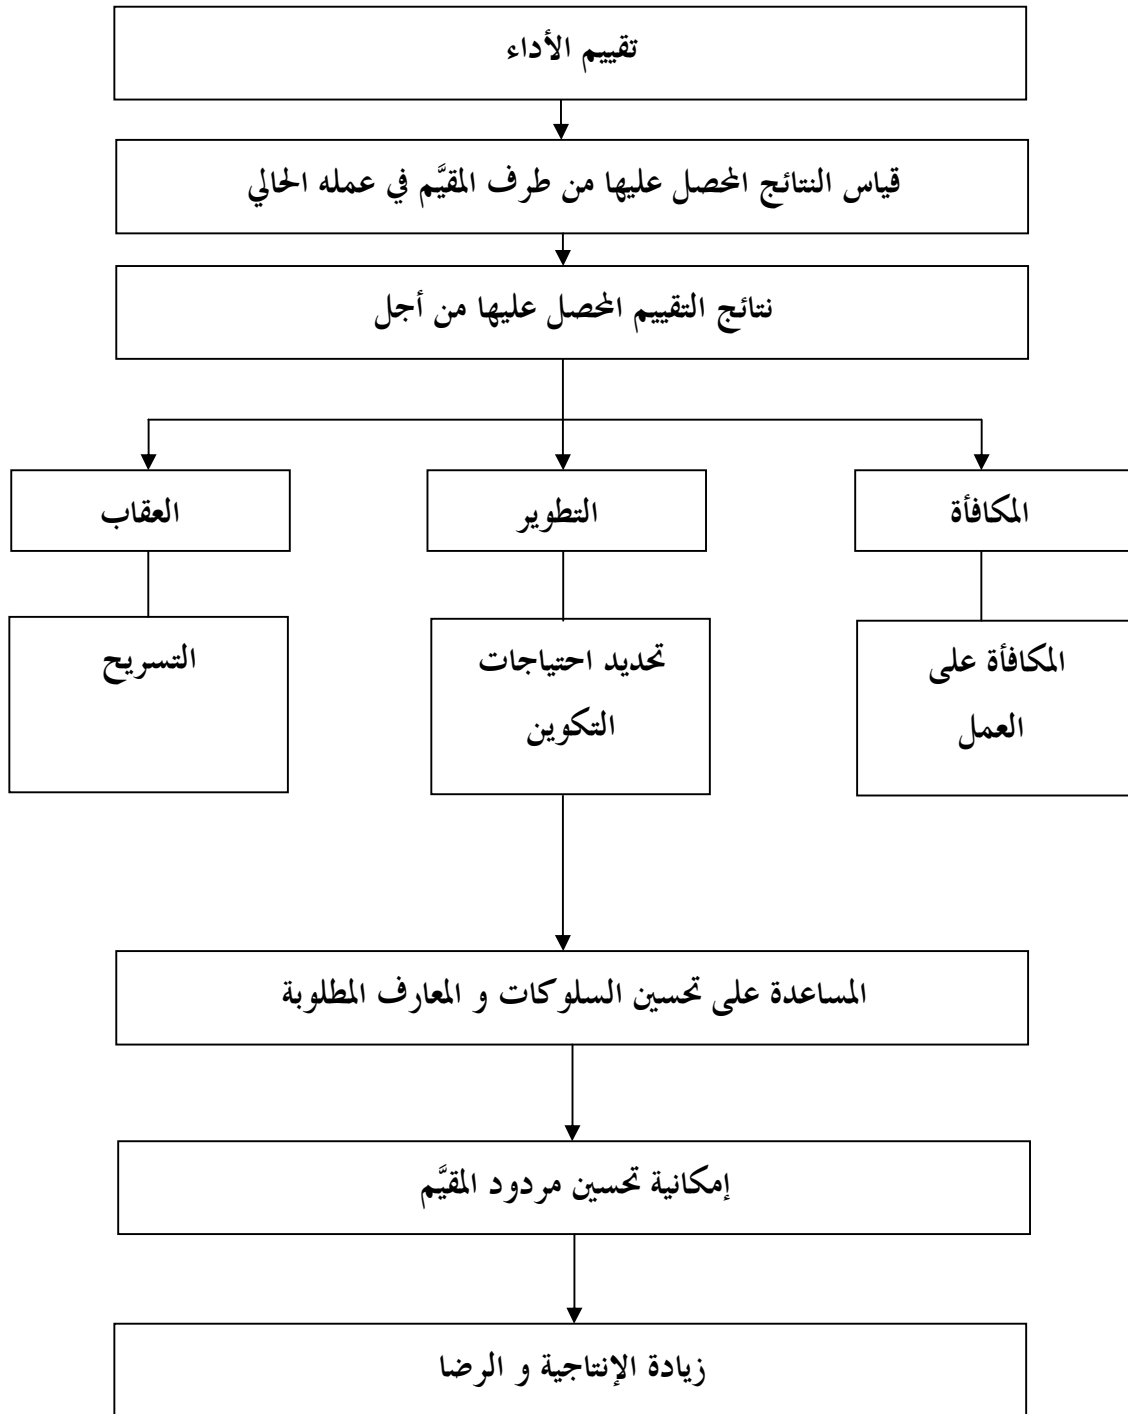 تقييم الأداء
قياس النتائج المحصل عليها من طرف المقيَّم في عمله الحالي
نتائج التقييم المحصل عليها من أجل
المكافأة
التطوير
العقاب
المكافأة على
العمل
تحديد احتياجات
التكوين
التسريح
المساعدة على تحسين السلوكات و المعارف المطلوبة
إمكانية تحسين مردود المقيَّم
زيادة الإنتاجية و الرضا